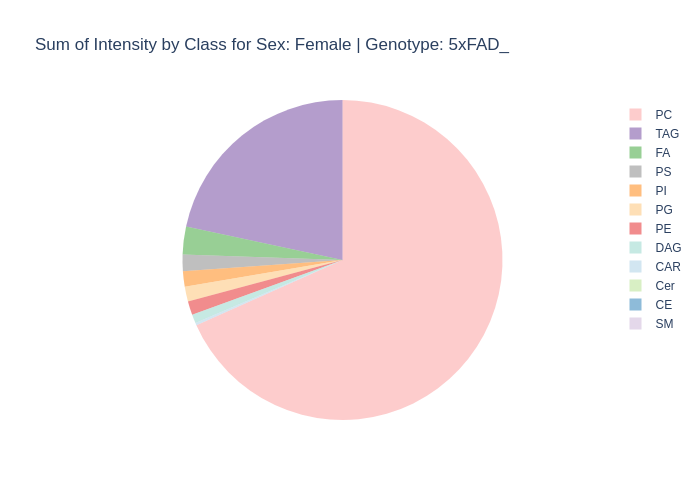 Sum of Intensity by Class for Sex: Female | Genotype: 5xFAD_
PC
TAG
FA
PS
PI
PG
PE
DAG
CAR
Cer
CE
SM